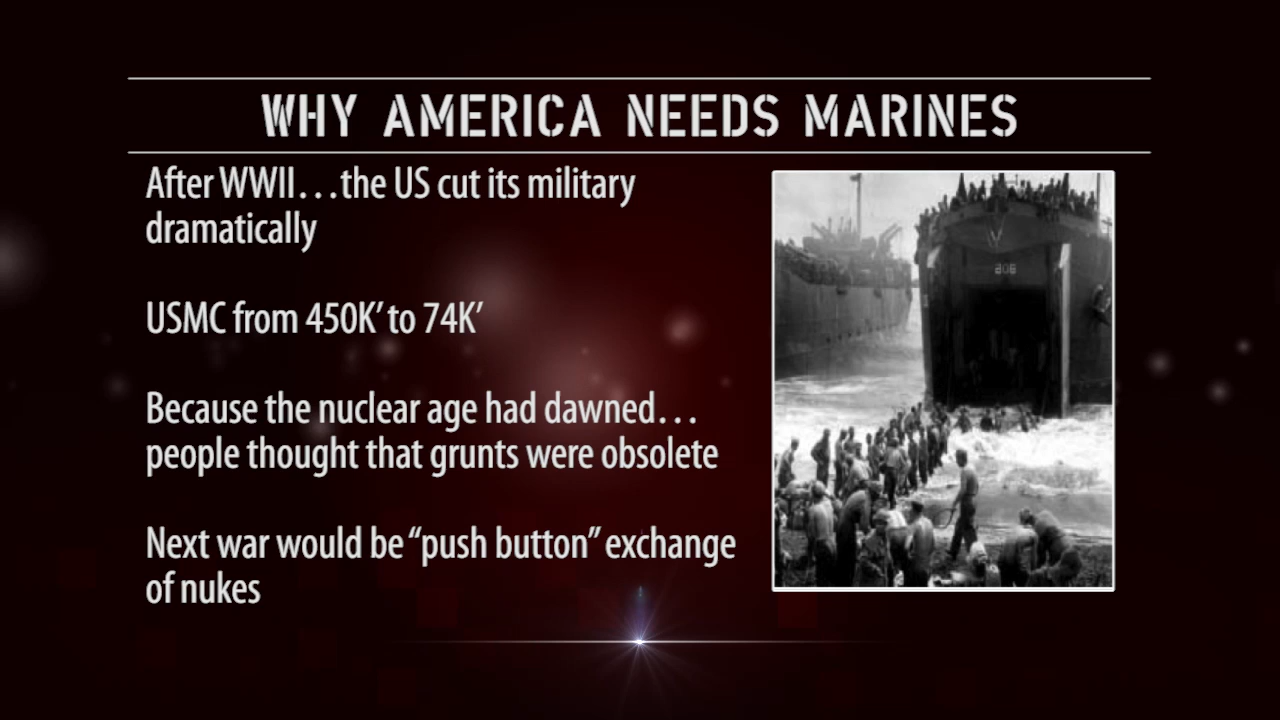 WHY AMERICA NEEDS MARINES
After WWII…the US cut its military
dramatically
USMC from 450K’ to 74K’
Because the nuclear age had dawned…
people thought that grunts were obsolete
Next war would be “push button” exchange
of nukes